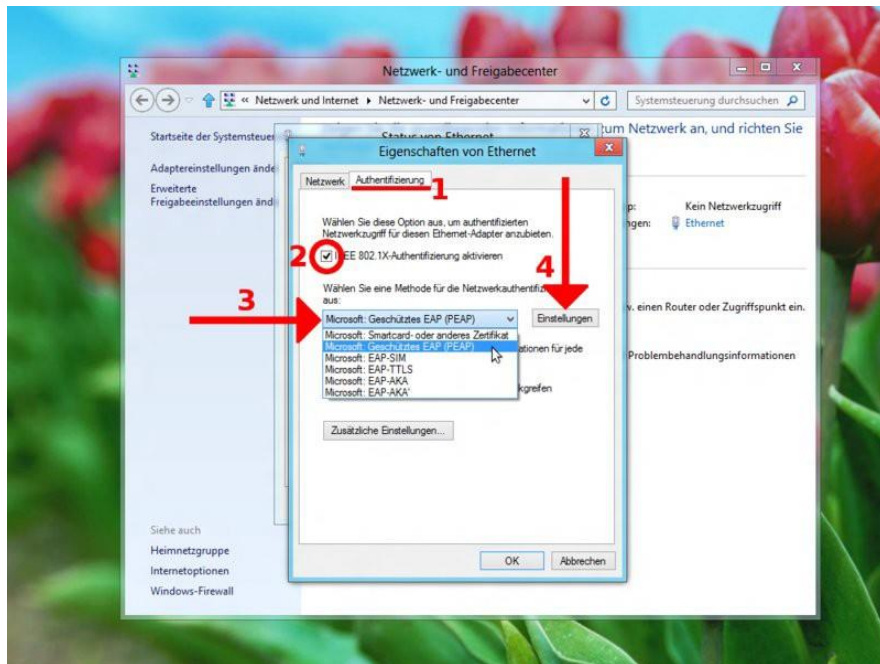 Netzwerk- und Freigabecenter
« Netzwerk und Internet ▸ Netzwerk- und Freigabecenter
Systemsteuerung durchsuchen
Startseite der Systemsteue
Status von Ethernet
zum Netzwerk an, und richten Sie
Eigenschaften von Ethernet
Adaptereinstellungen ände
Erweiterte
Freigabeeinstellungen änd
Netzwerk
Authentifizierung
1
Wählen Sie diese Option aus, um authentifizierten
Netzwerkzugriff für diesen Ethernet-Adapter anzubieten.
2
IEEE 802.1X-Authentifizierung aktivieren
Kein Netzwerkzugriff
Ethernet
4
Wählen Sie eine Methode für die Netzwerkauthentifiz
aus:
3
Microsoft: Geschütztes EAP (PEAP)
Einstellungen
Microsoft: Smartcard- oder anderes Zertifikat
Microsoft: Geschütztes EAP (PEAP)
Microsoft: EAP-SIM
Microsoft: EAP-TTLS
Microsoft: EAP-AKA
Microsoft: EAP-AKA'
ationen für jede
kgreifen
v. einen Router oder Zugriffspunkt ein.
Problembehandlungsinformationen
Zusätzliche Einstellungen...
Siehe auch
Heimnetzgruppe
Internetoptionen
Windows-Firewall
OK
Abbrechen